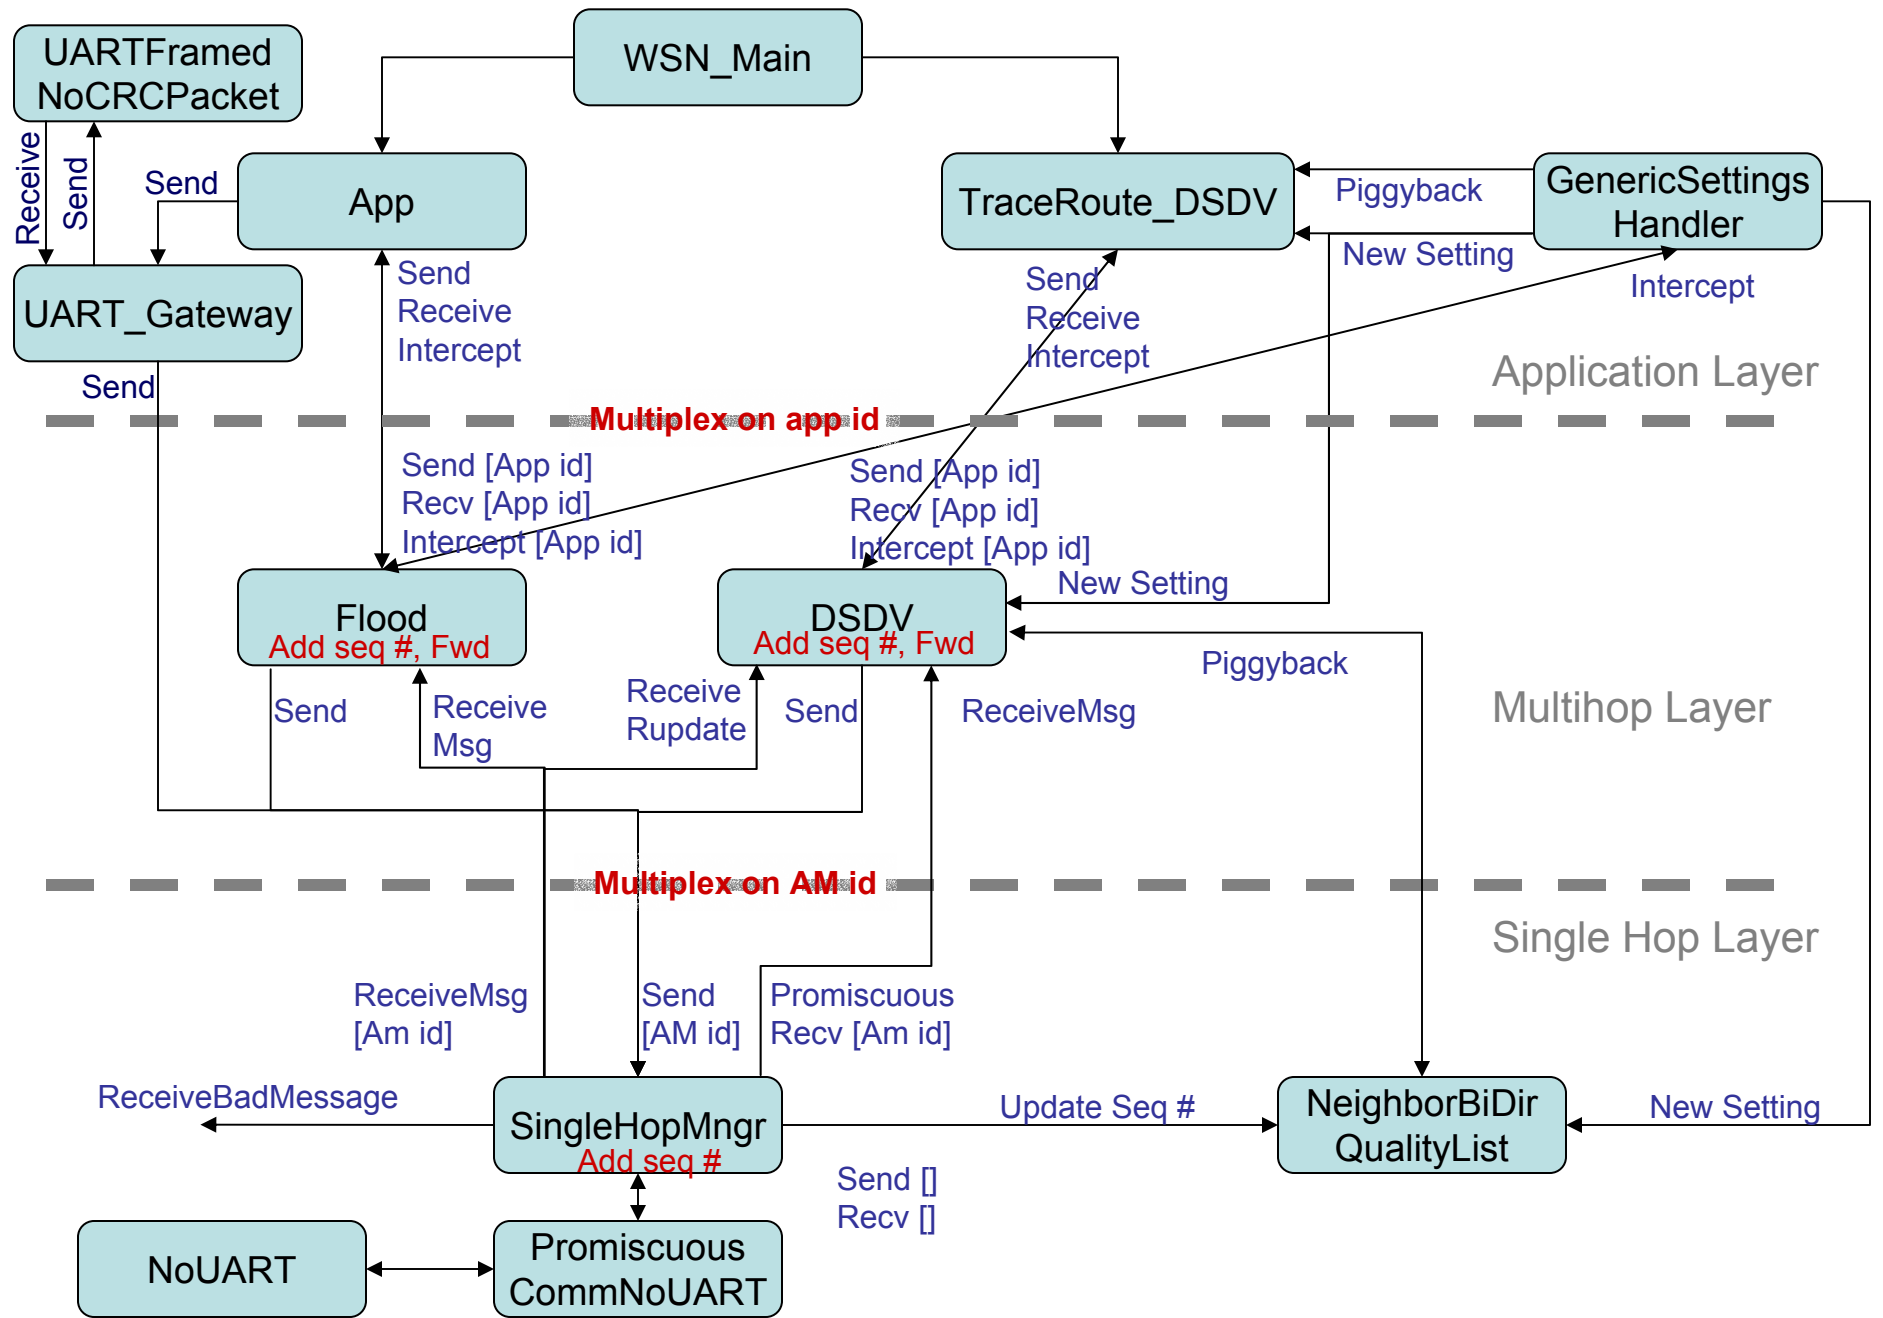 UARTFramed
NoCRCPacket
WSN_Main
Receive
Send
Send
App
TraceRoute_DSDV
Piggyback
GenericSettings
Handler
New Setting
Intercept
UART_Gateway
Send
Receive
Intercept
Send
Receive
Intercept
Send
Application Layer
Multiplex on app id
Send [App id]
Recv [App id]
Intercept [App id]
Send [App id]
Recv [App id]
Intercept [App id]
New Setting
Flood
Add seq #, Fwd
DSDV
Add seq #, Fwd
Piggyback
Send
Receive
Msg
Receive
Rupdate
Send
ReceiveMsg
Multihop Layer
Multiplex on AM id
Single Hop Layer
ReceiveMsg
[Am id]
Send
[AM id]
Promiscuous
Recv [Am id]
ReceiveBadMessage
SingleHopMngr
Add seq #
Update Seq #
NeighborBiDir
QualityList
New Setting
Send []
Recv []
NoUART
Promiscuous
CommNoUART